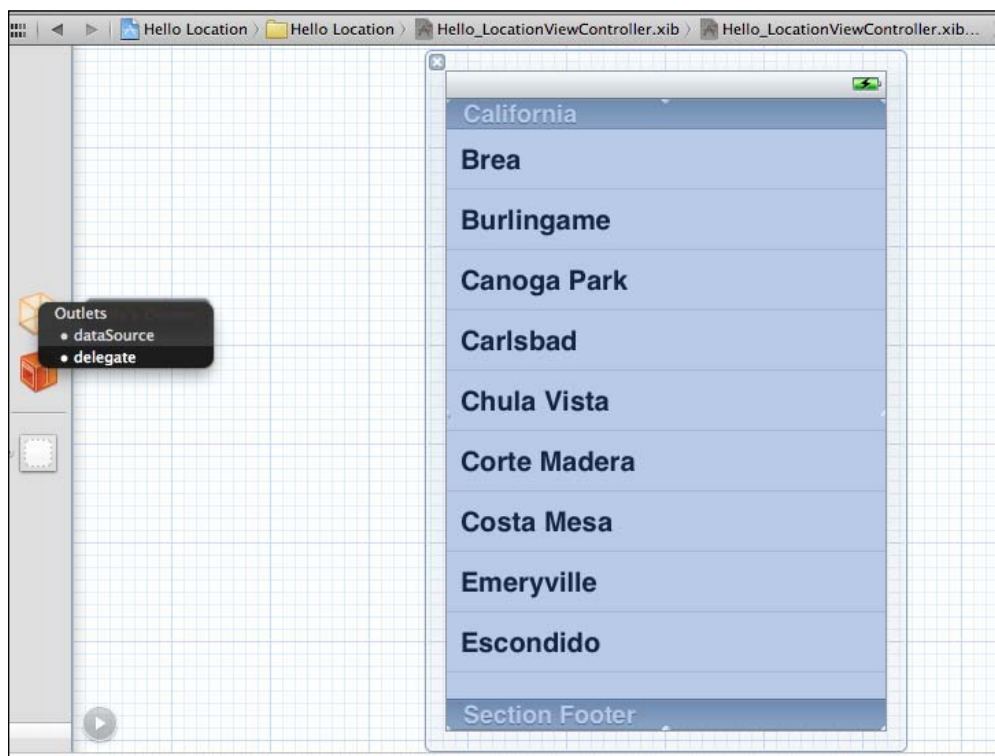 Hello Location
Hello Location
Hello_LocationViewController.xib
Hello_LocationViewController.xib...
California
Brea
Burlingame
Canoga Park
Carlsbad
Chula Vista
Corte Madera
Costa Mesa
Emeryville
Escondido
Section Footer
Outlets
dataSource
delegate